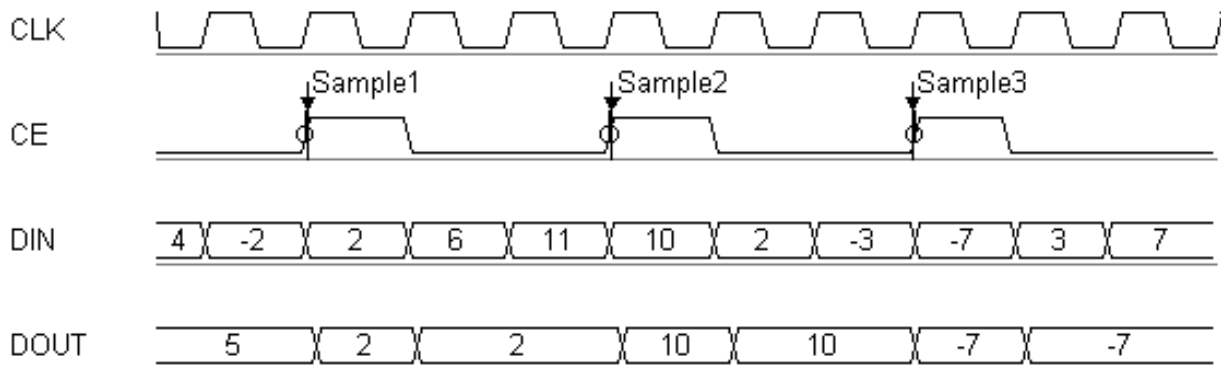 CLK
Sample1 Sample2 Sample3
CE
DIN 4 -2 2 6 11 10 2 -3 -7 3 7
DOUT 5 2 2 10 10 -7 -7